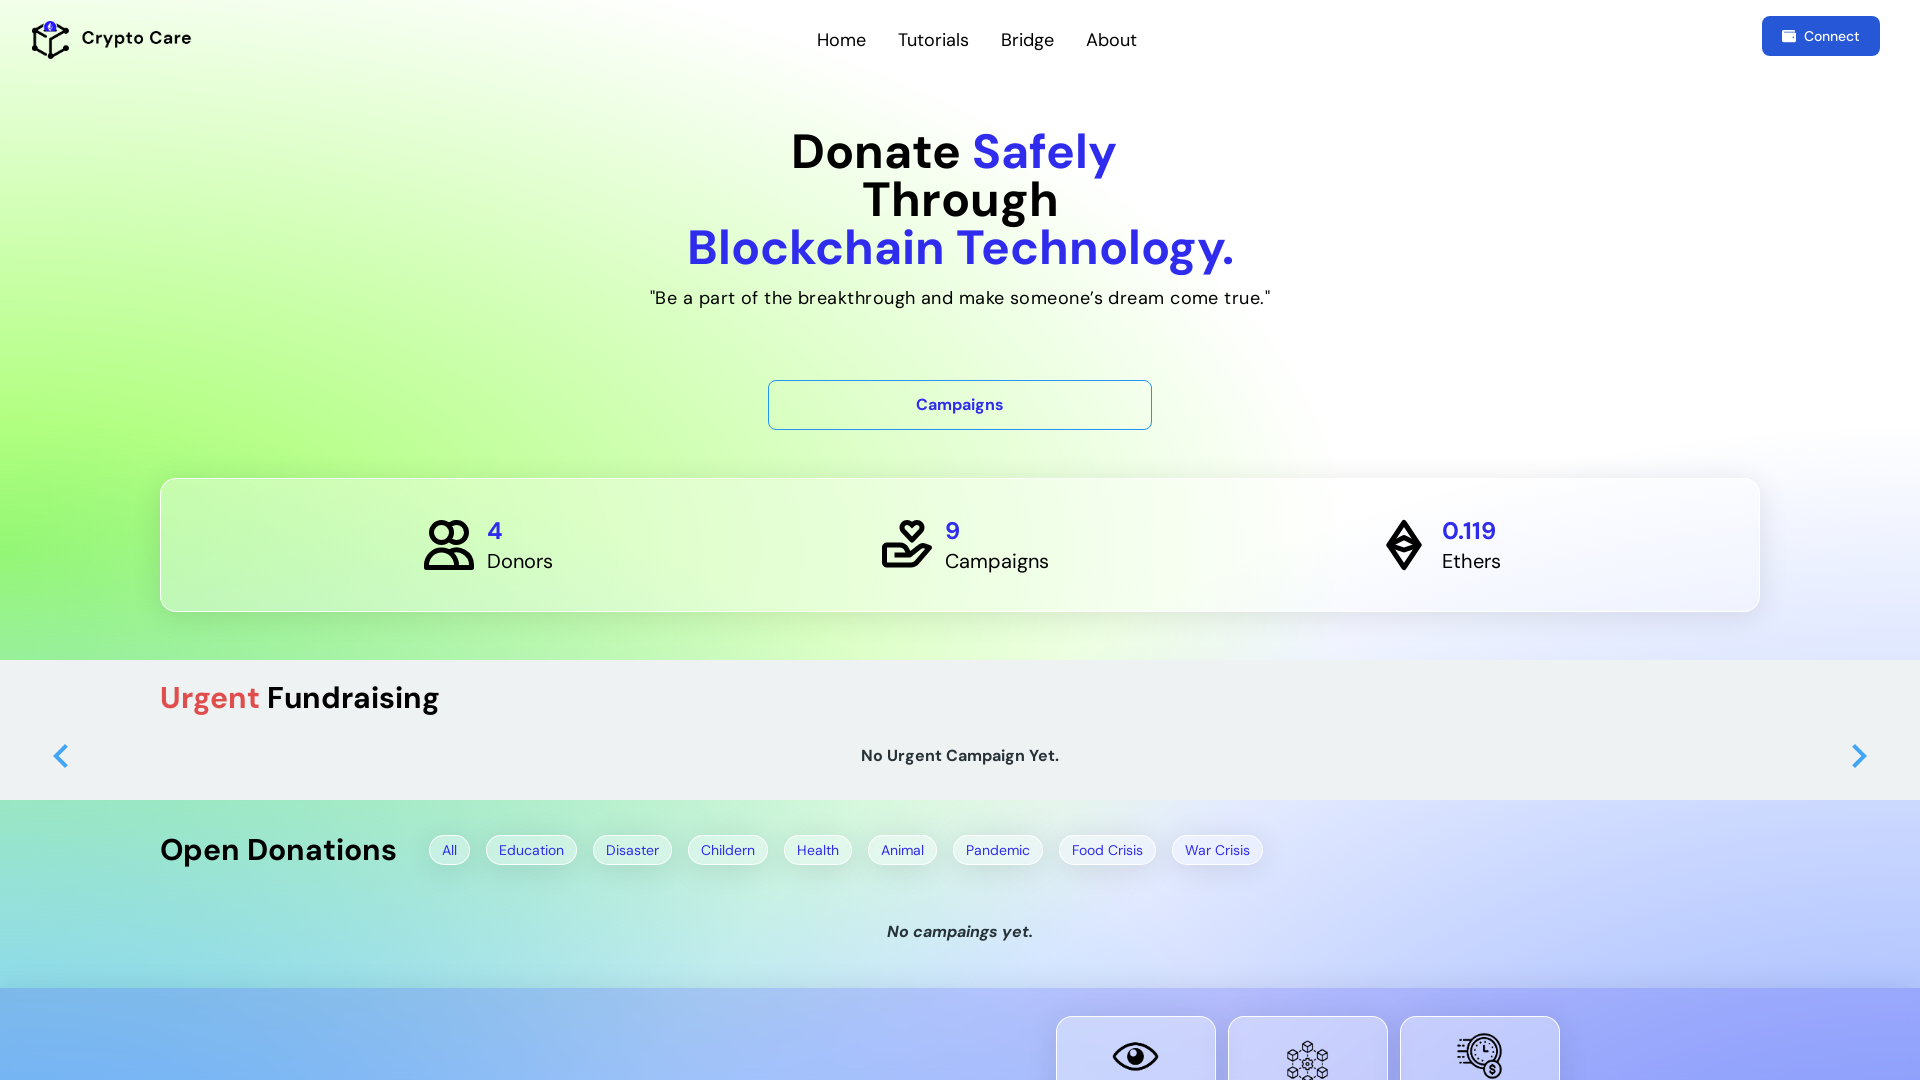 Crypto Care
Home Tutorials Bridge About
Connect
Donate Safely
Through
Blockchain Technology.
"Be a part of the breakthrough and make someone’s dream come true."
Campaigns
4
Donors
9
Campaigns
0.119
Ethers
Urgent Fundraising
No Urgent Campaign Yet.
Open Donations
All Education Disaster Childern Health Animal Pandemic Food Crisis War Crisis
No campaings yet.